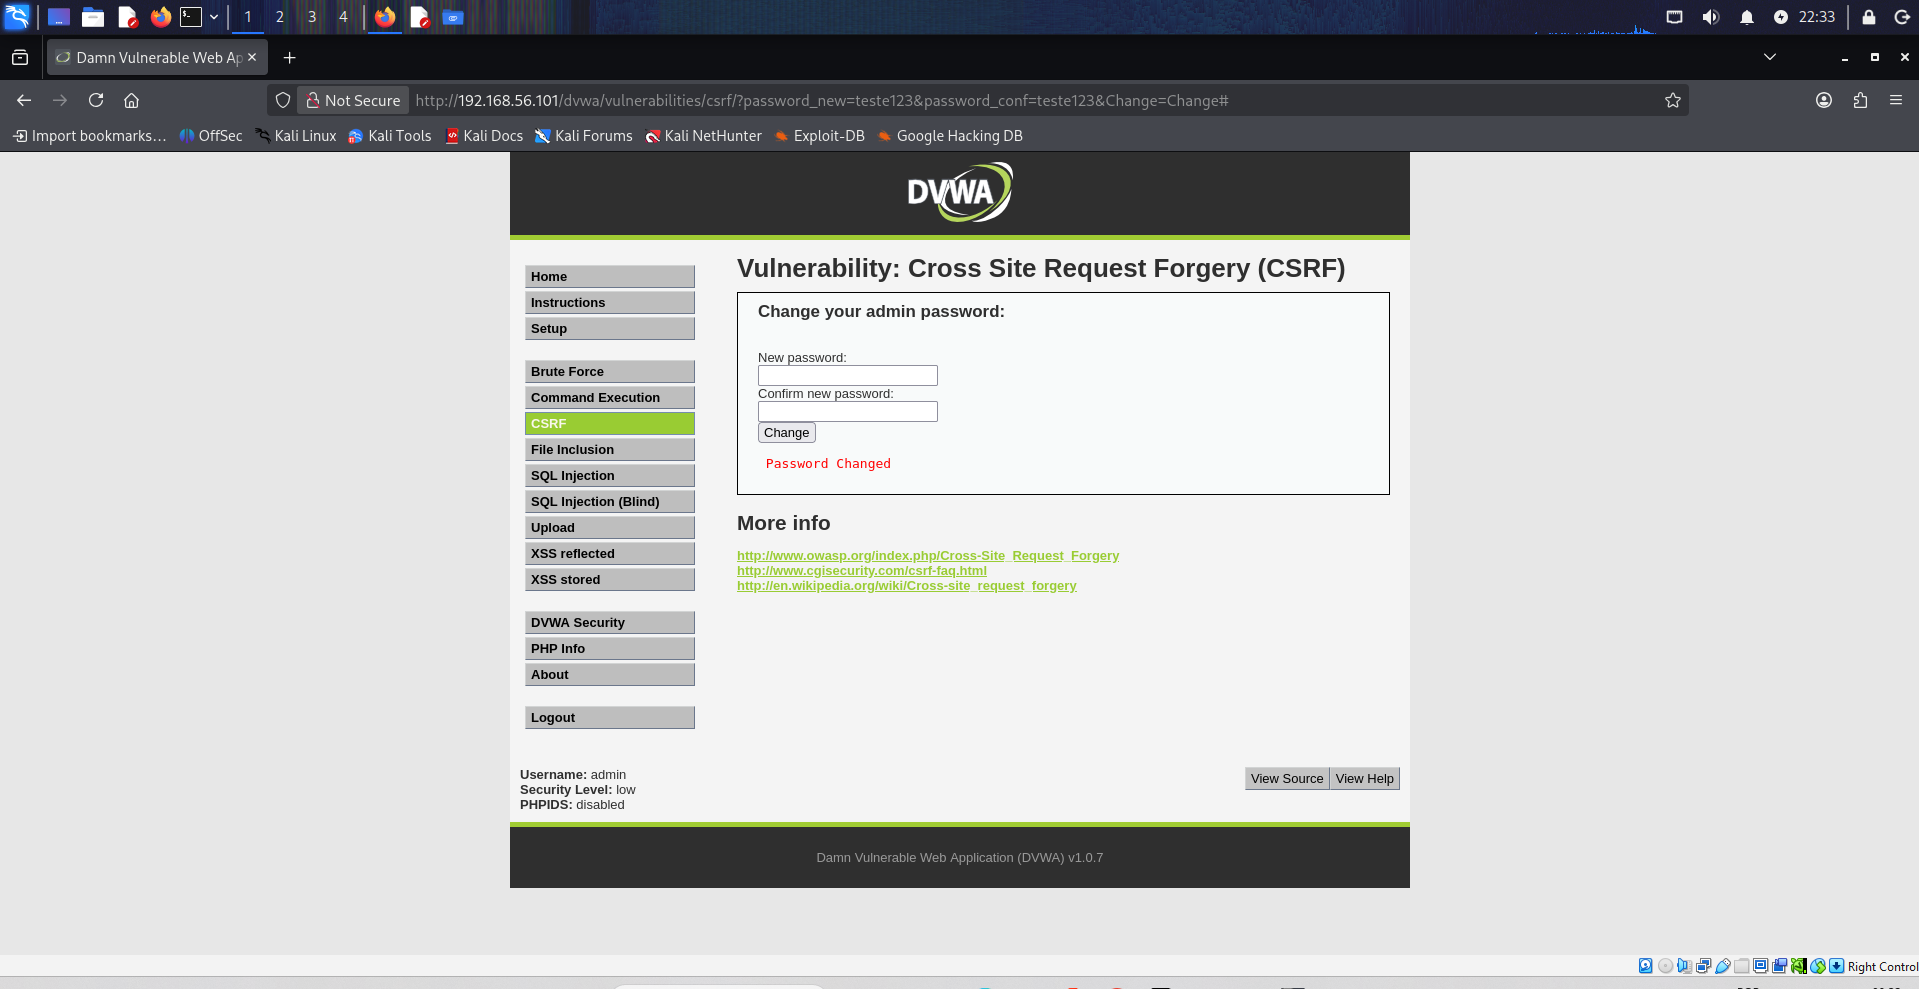 1 2 3 4 22:33
Damn Vulnerable Web Ap
Not Secure http://192.168.56.101/dvwa/vulnerabilities/csrf/?password_new=teste123&password_conf=teste123&Change=Change#
Import bookmarks… OffSec Kali Linux Kali Tools Kali Docs Kali Forums Kali NetHunter Exploit-DB Google Hacking DB
DVWA
Home
Instructions
Setup
Brute Force
Command Execution
CSRF
File Inclusion
SQL Injection
SQL Injection (Blind)
Upload
XSS reflected
XSS stored
DVWA Security
PHP Info
About
Logout
Vulnerability: Cross Site Request Forgery (CSRF)
Change your admin password:
New password:
Confirm new password:
Change
Password Changed
More info
http://www.owasp.org/index.php/Cross-Site_Request_Forgery
http://www.cgisecurity.com/csrf-faq.html
http://en.wikipedia.org/wiki/Cross-site_request_forgery
Username: admin
Security Level: low
PHPIDS: disabled
View Source View Help
Damn Vulnerable Web Application (DVWA) v1.0.7
Right Control